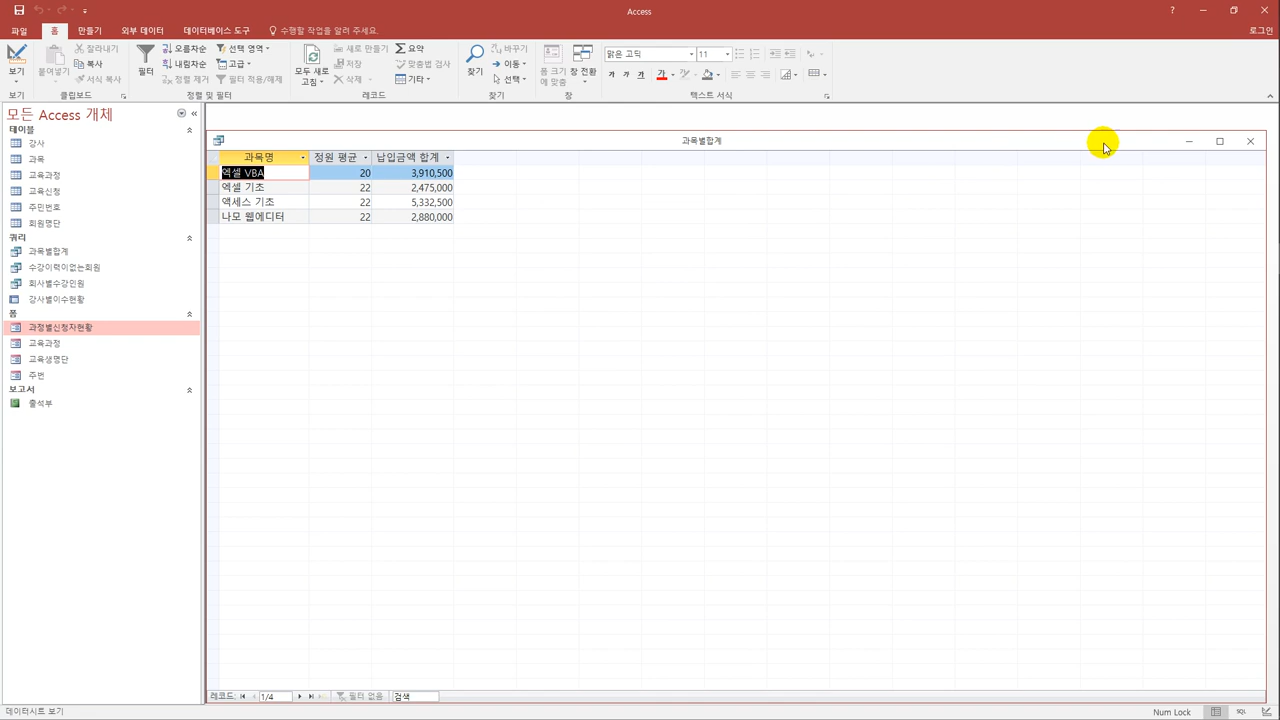 Access
파일 홈 만들기 외부 데이터 데이터베이스 도구 수행할 작업을 알려 주세요. 로그인
보기 붙여넣기 잘라내기 복사 서식 복사
필터 오름차순 내림차순 정렬 제거 선택 영역 고급 필터 적용/해제
모두 새로 고침 새로 만들기 저장 삭제 요약 맞춤법 검사 기타
찾기 바꾸기 이동 선택
폼 크기에 맞춤 창 전환
맑은 고딕 11
가 가 가 가
보기 클립보드 정렬 및 필터 레코드 찾기 창 텍스트 서식
모든 Access 개체
테이블
강사
과목
교육과정
교육신청
주민번호
회원명단
쿼리
과목별합계
수강이력이없는회원
회사별수강인원
강사별이수현황
폼
과정별신청자현황
교육과정
교육생명단
주번
보고서
출석부
과목별합계
과목명 정원 평균 납입금액 합계
엑셀 VBA 20 3,910,500
엑셀 기초 22 2,475,000
액세스 기초 22 5,332,500
나모 웹에디터 22 2,880,000
레코드: 1/4 필터 없음 검색
데이터시트 보기 Num Lock SQL